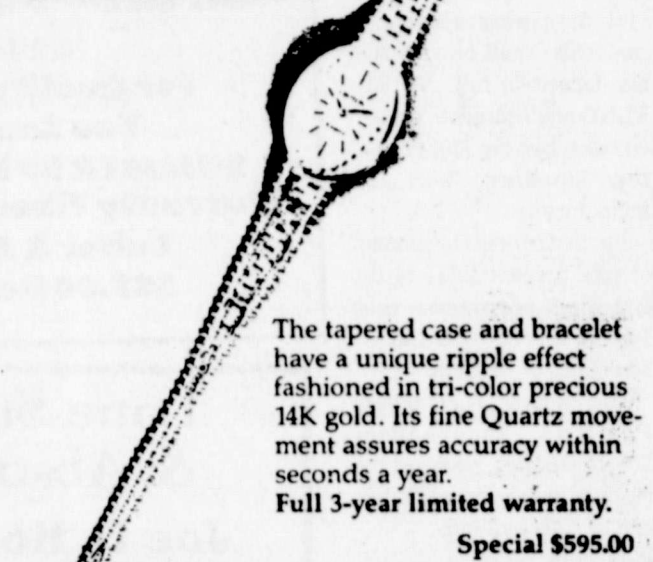 The tapered case and bracelet
have a unique ripple effect
fashioned in tri-color precious
14K gold. Its fine Quartz move-
ment assures accuracy within
seconds a year.
Full 3-year limited warranty.
Special $595.00